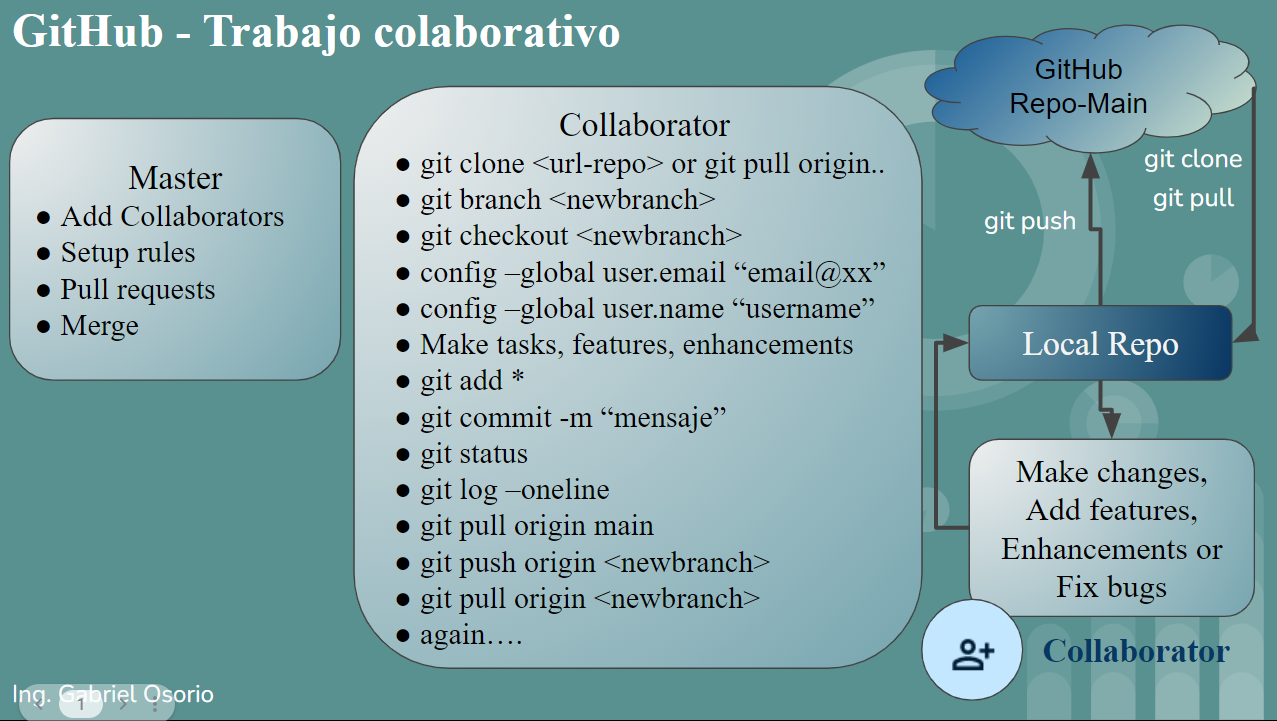 GitHub - Trabajo colaborativo
Master
● Add Collaborators
● Setup rules
● Pull requests
● Merge
Collaborator
● git clone <url-repo> or git pull origin..
● git branch <newbranch>
● git checkout <newbranch>
● config –global user.email “email@xx”
● config –global user.name “username”
● Make tasks, features, enhancements
● git add *
● git commit -m “mensaje”
● git status
● git log –oneline
● git pull origin main
● git push origin <newbranch>
● git pull origin <newbranch>
● again….
GitHub
Repo-Main
git clone
git pull
git push
Local Repo
Make changes,
Add features,
Enhancements or
Fix bugs
Collaborator
Ing. Gabriel Osorio
1